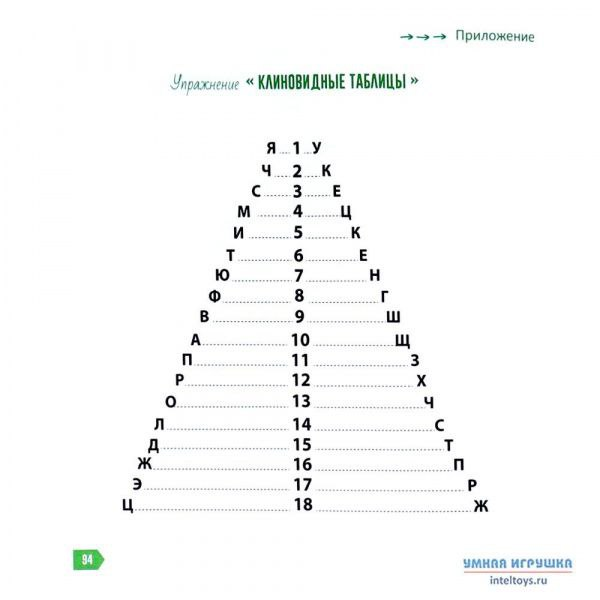 →→→ Приложение
Упражнение « КЛИНОВИДНЫЕ ТАБЛИЦЫ »
Я 1 У
Ч 2 К
С 3 Е
М 4 Ц
И 5 К
Т 6 Е
Ю 7 Н
Ф 8 Г
В 9 Ш
А 10 Щ
П 11 З
Р 12 Х
О 13 Ч
Л 14 С
Д 15 Т
Ж 16 П
Э 17 Р
Ц 18 Ж
94
УМНАЯ ИГРУШКА
inteltoys.ru